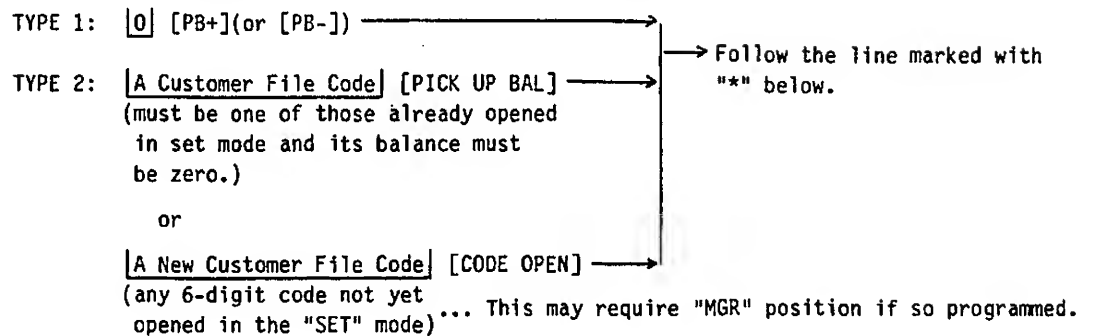 TYPE 1: 0 [PB+](or [PB-])
Follow the line marked with
"*" below.
TYPE 2: A Customer File Code [PICK UP BAL]
(must be one of those already opened
in set mode and its balance must
be zero.)
or
A New Customer File Code [CODE OPEN]
(any 6-digit code not yet
opened in the "SET" mode) ... This may require "MGR" position if so programmed.